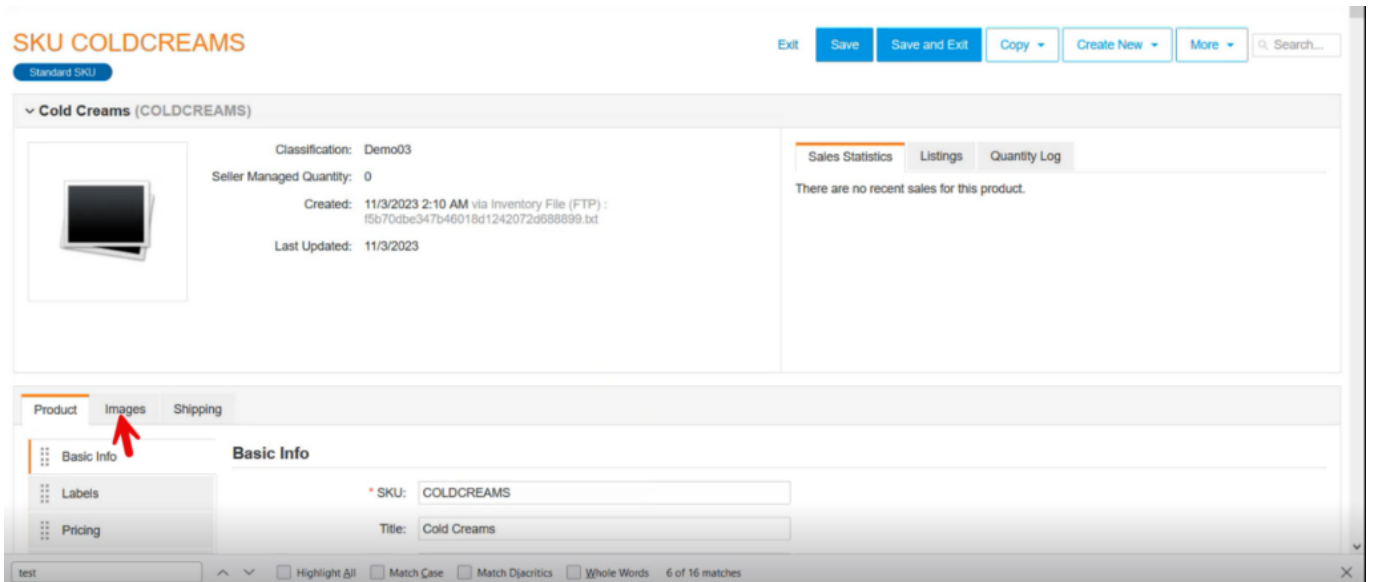 SKU COLDCREAMS
Exit Save Save and Exit Copy Create New More Search...
Standard SKU
Cold Creams (COLDCREAMS)
Classification: Demo03
Seller Managed Quantity: 0
Created: 11/3/2023 2:10 AM via Inventory File (FTP) :
f5b70dbe347b46018d1242072d688899.txt
Last Updated: 11/3/2023
Sales Statistics Listings Quantity Log
There are no recent sales for this product.
Product Images Shipping
Basic Info
Labels
Pricing
Basic Info
* SKU: COLDCREAMS
Title: Cold Creams
test Highlight All Match Case Match Diacritics Whole Words 6 of 16 matches